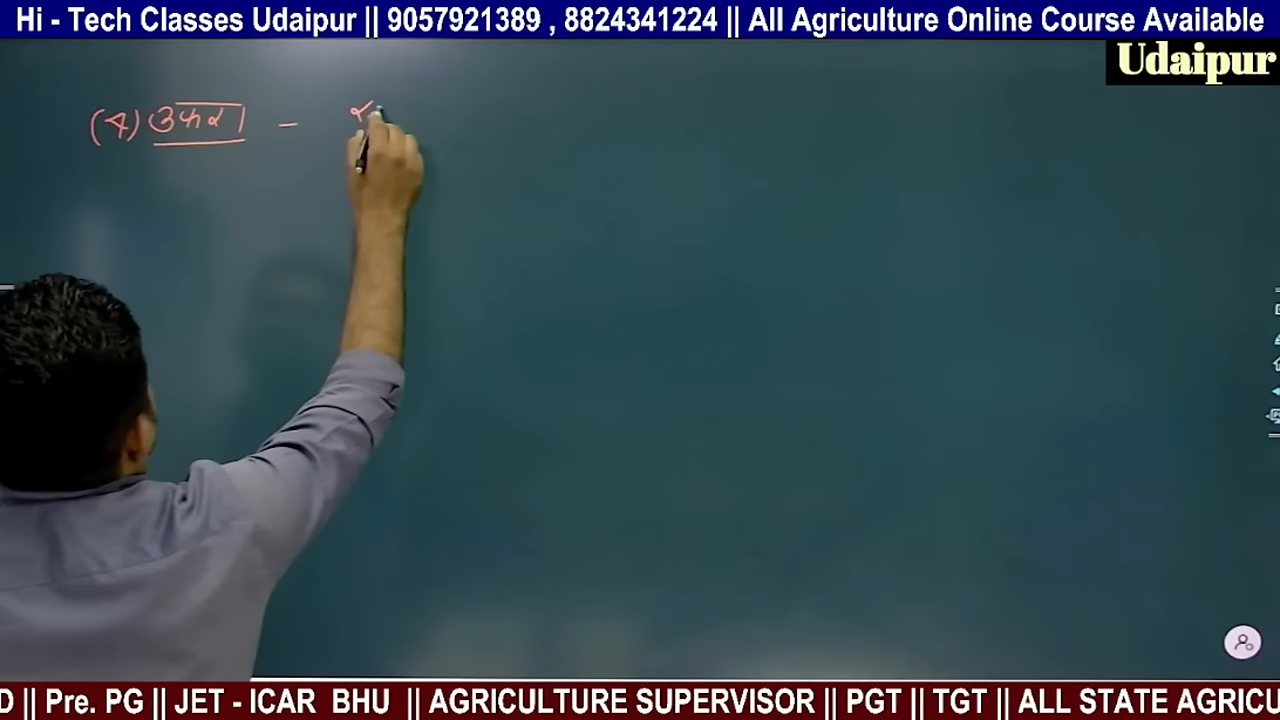 Hi - Tech Classes Udaipur || 9057921389 , 8824341224 || All Agriculture Online Course Available
Udaipur
(4) -
D || Pre. PG || JET - ICAR BHU || AGRICULTURE SUPERVISOR || PGT || TGT || ALL STATE AGRICU